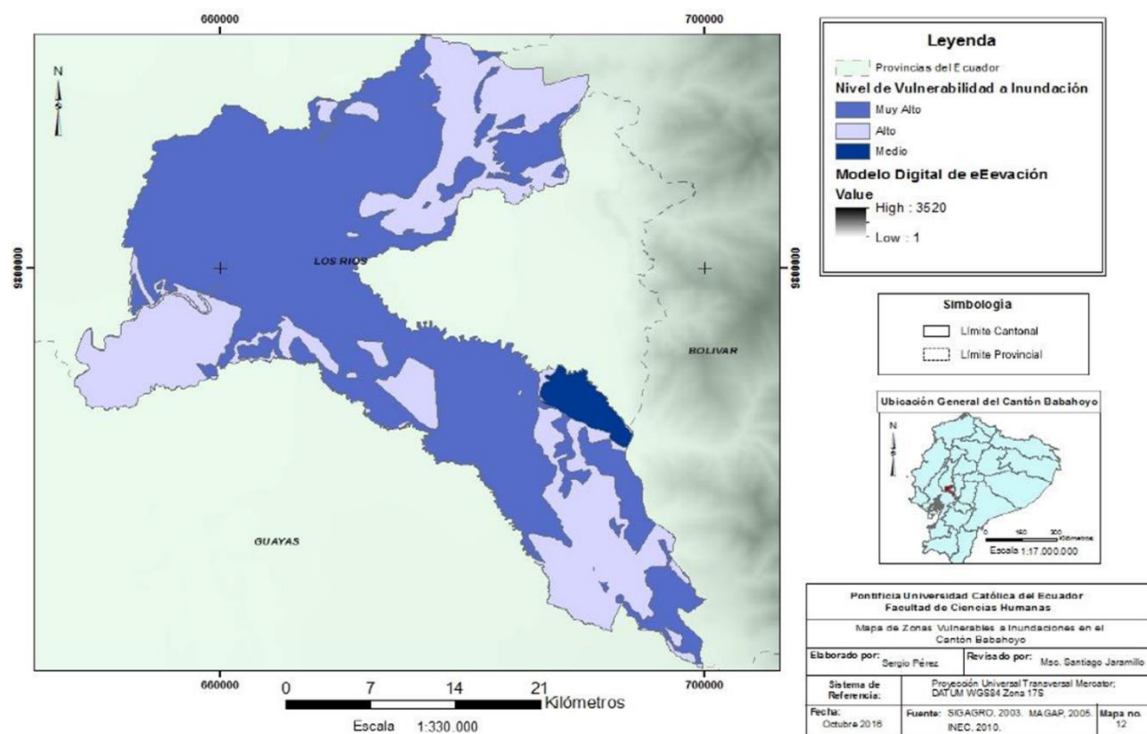 660000
700000
N
S
9800000
9800000
LOS RIOS
BOLIVAR
GUAYAS
660000
700000
0 7 14 21
Kilómetros
Escala 1:330.000
Leyenda
Provincias del Ecuador
Nivel de Vulnerabilidad a Inundación
Muy Alto
Alto
Medio
Modelo Digital de eEevación
Value
High : 3520
Low : 1
Simbología
Límite Cantonal
Límite Provincial
Ubicación General del Cantón Babahoyo
N
Kilómetros
Escala 1:17.000.000
Pontificia Universidad Católica del Ecuador
Facultad de Ciencias Humanas
Mapa de Zonas Vulnerables a Inundaciones en el
Cantón Babahoyo
Elaborado por: Sergio Pérez
Revisado por: Msc. Santiago Jaramillo
Sistema de
Referencia:
Proyección Universal Transversal Mercator;
DATUM WGS84 Zona 17S
Fecha:
Octubre 2016
Fuente: SIGAGRO, 2003. MAGAP, 2005.
INEC, 2010.
Mapa no.
12